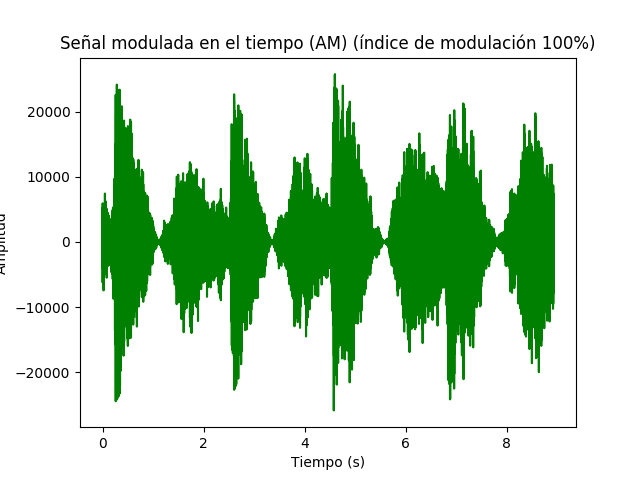 Señal modulada en el tiempo (AM) (índice de modulación 100%)
20000
10000
0
−10000
−20000
Amplitud
0 2 4 6 8
Tiempo (s)